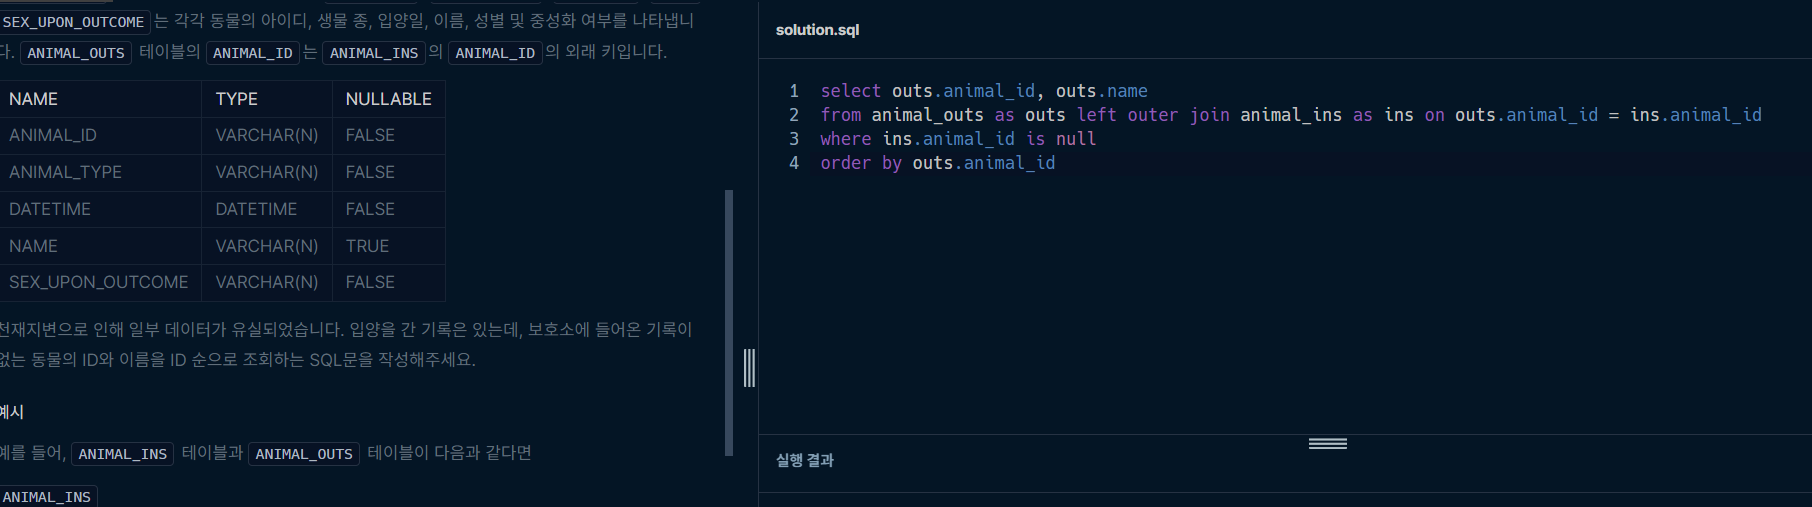 SEX_UPON_OUTCOME 는 각각 동물의 아이디, 생물 종, 입양일, 이름, 성별 및 중성화 여부를 나타냅니
다. ANIMAL_OUTS 테이블의 ANIMAL_ID 는 ANIMAL_INS 의 ANIMAL_ID 의 외래 키입니다.
NAME TYPE NULLABLE
ANIMAL_ID VARCHAR(N) FALSE
ANIMAL_TYPE VARCHAR(N) FALSE
DATETIME DATETIME FALSE
NAME VARCHAR(N) TRUE
SEX_UPON_OUTCOME VARCHAR(N) FALSE
천재지변으로 인해 일부 데이터가 유실되었습니다. 입양을 간 기록은 있는데, 보호소에 들어온 기록이
없는 동물의 ID와 이름을 ID 순으로 조회하는 SQL문을 작성해주세요.
예시
예를 들어, ANIMAL_INS 테이블과 ANIMAL_OUTS 테이블이 다음과 같다면
ANIMAL_INS
solution.sql
1 select outs.animal_id, outs.name
2 from animal_outs as outs left outer join animal_ins as ins on outs.animal_id = ins.animal_id
3 where ins.animal_id is null
4 order by outs.animal_id
실행 결과